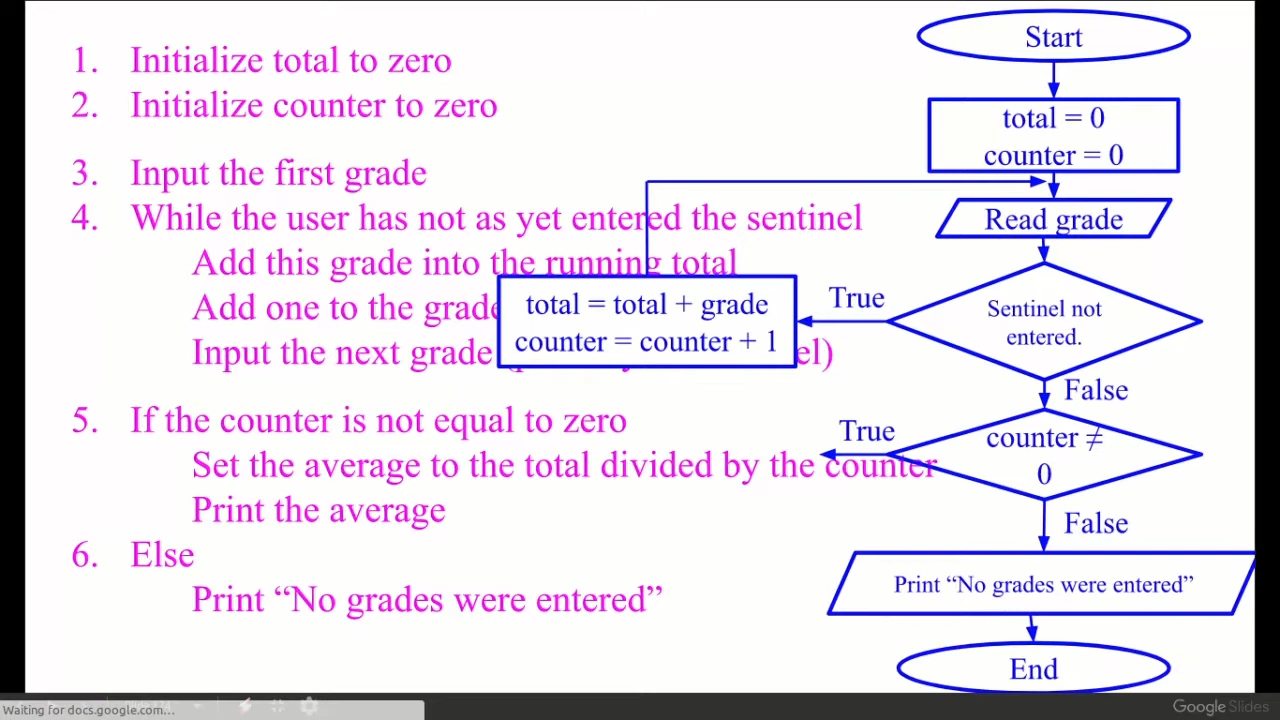 1. Initialize total to zero
2. Initialize counter to zero
3. Input the first grade
4. While the user has not as yet entered the sentinel
Add this grade into the running total
Add one to the grade
Input the next grade
5. If the counter is not equal to zero
Set the average to the total divided by the counter
Print the average
6. Else
Print “No grades were entered”
Start
total = 0
counter = 0
Read grade
Sentinel not
entered.
True
total = total + grade
counter = counter + 1
False
counter ≠
0
True
False
Print “No grades were entered”
End
Waiting for docs.google.com...
Google Slides